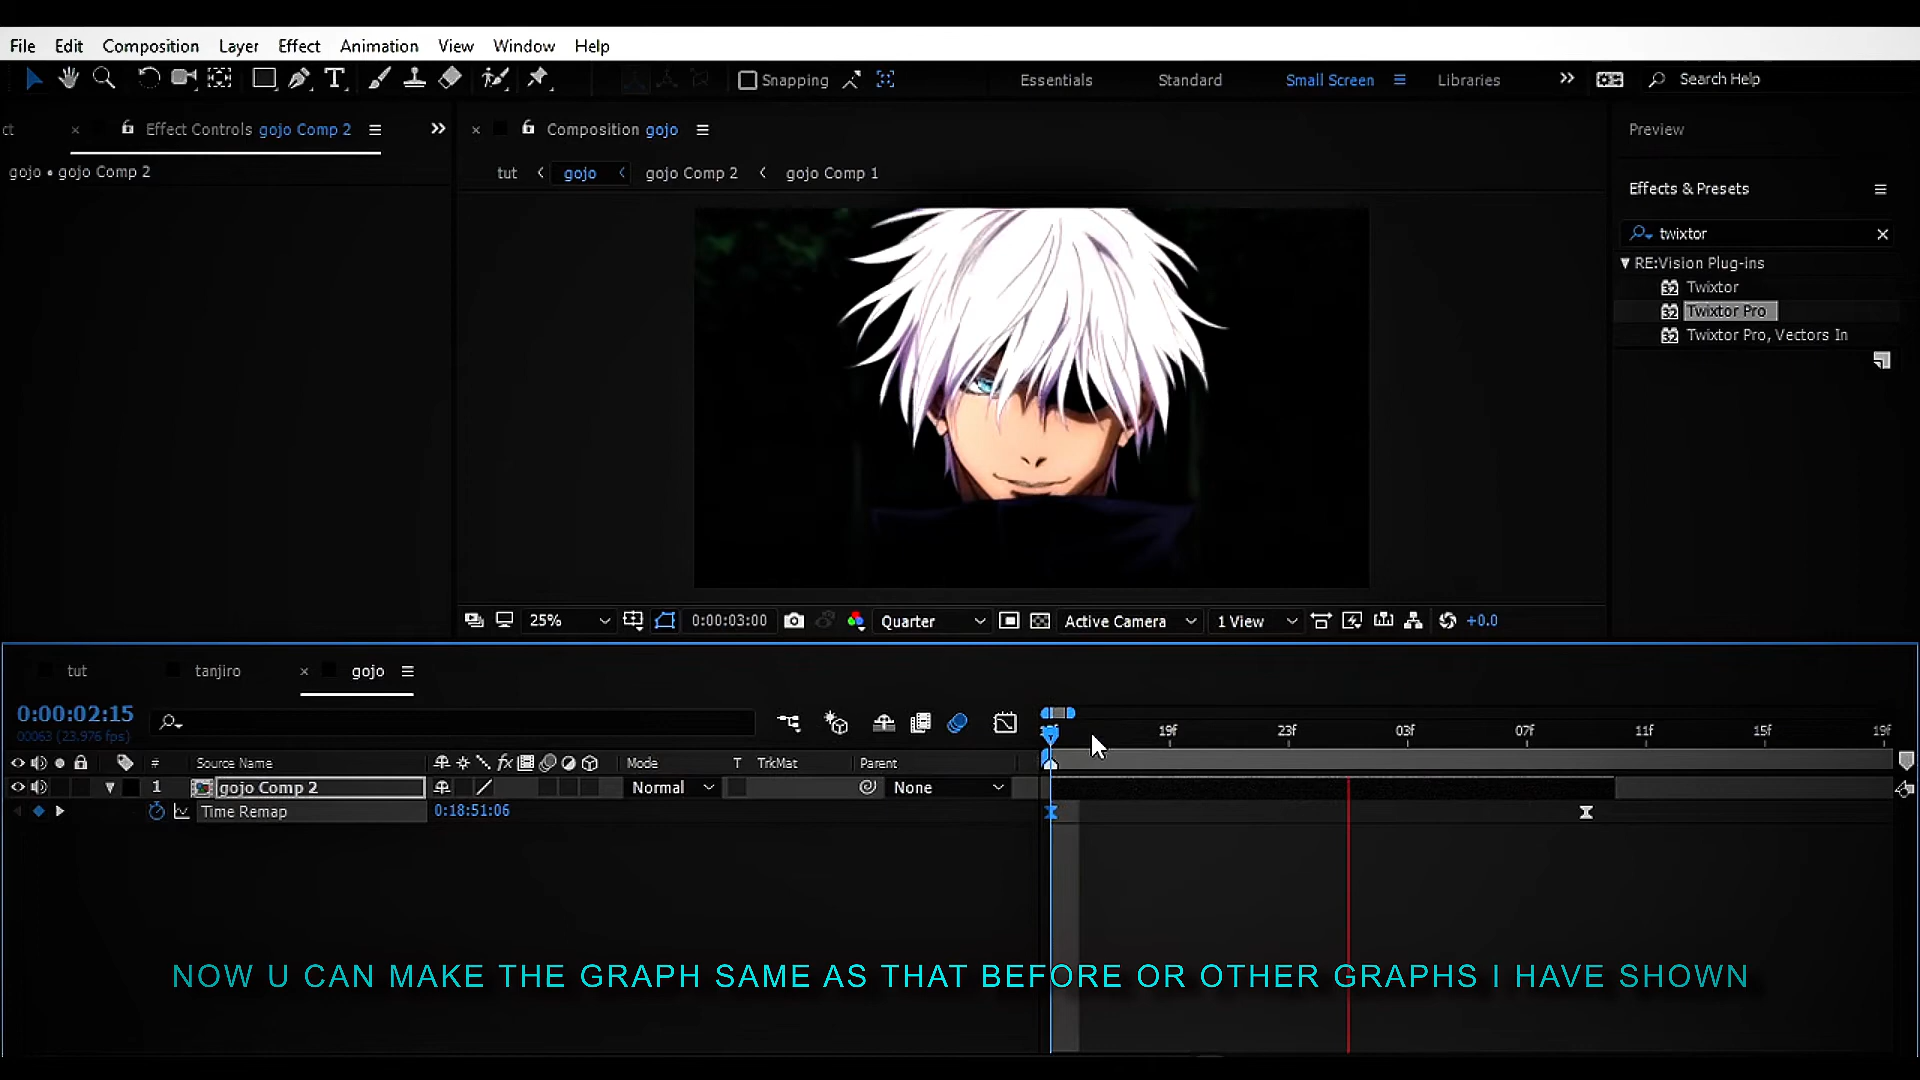 File Edit Composition Layer Effect Animation View Window Help
Snapping Essentials Standard Small Screen Libraries Search Help
ct Effect Controls gojo Comp 2 Composition gojo Preview
gojo • gojo Comp 2 tut gojo gojo Comp 2 gojo Comp 1 Effects & Presets
twixtor
RE:Vision Plug-ins
Twixtor
Twixtor Pro
Twixtor Pro, Vectors In
25% 0:00:03:00 Quarter Active Camera 1 View +0.0
tut tanjiro gojo
0:00:02:15
00063 (23.976 fps)
19f 23f 03f 07f 11f 15f 19f
# Source Name Mode T TrkMat Parent
1 gojo Comp 2 Normal None
Time Remap 0:18:51:06
NOW U CAN MAKE THE GRAPH SAME AS THAT BEFORE OR OTHER GRAPHS I HAVE SHOWN